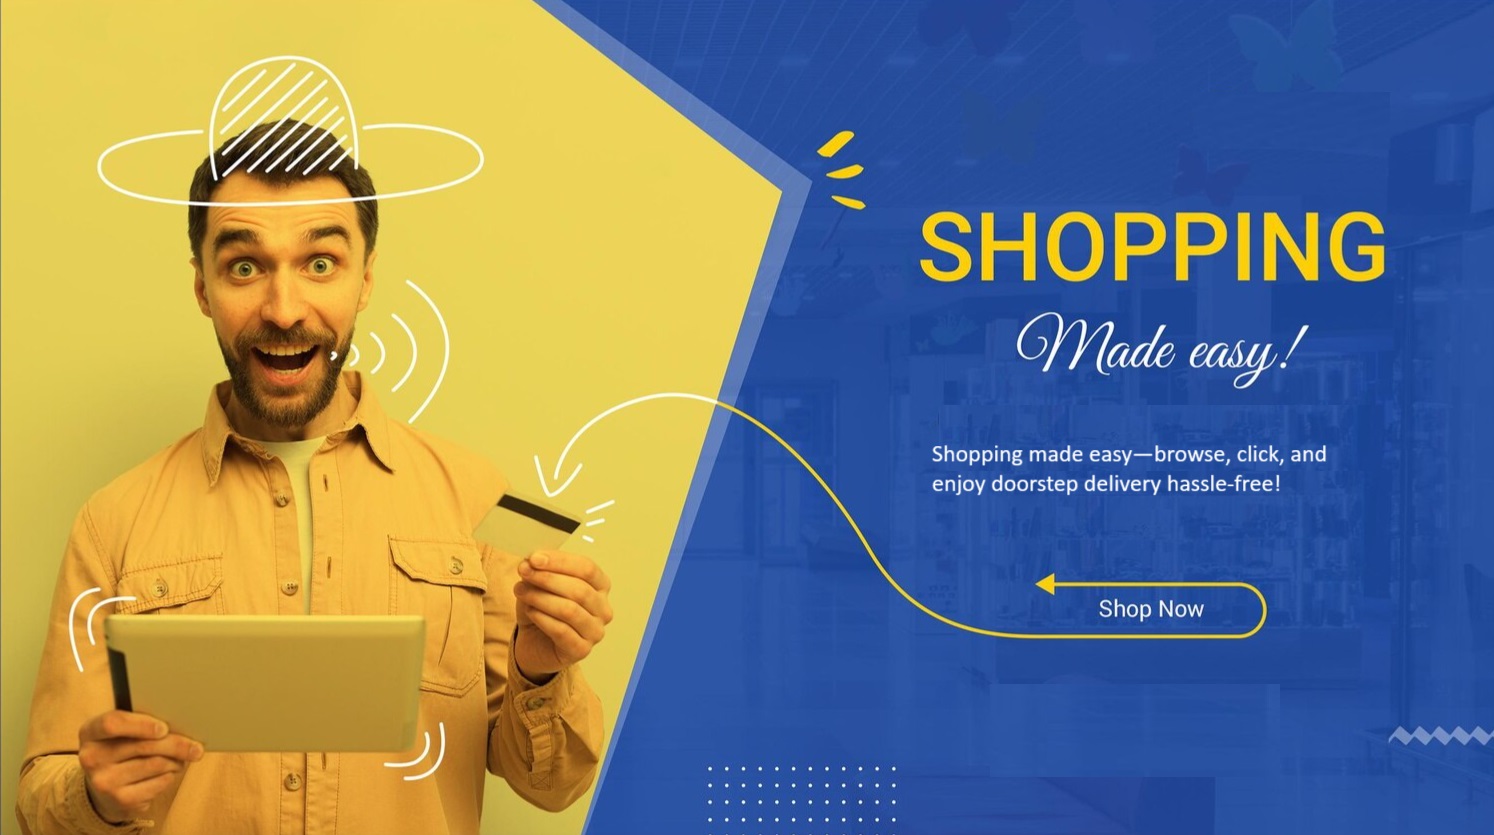 SHOPPING
Made easy!
Shopping made easy—browse, click, and
enjoy doorstep delivery hassle-free!
Shop Now